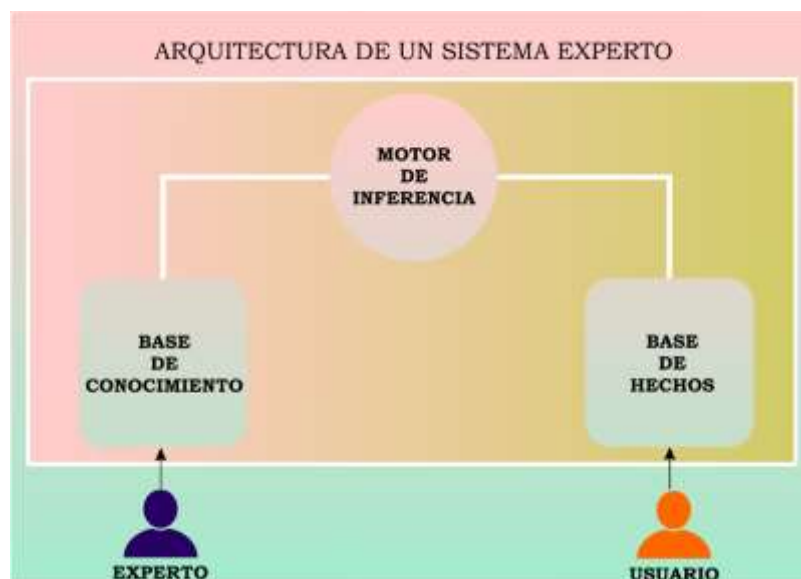 ARQUITECTURA DE UN SISTEMA EXPERTO
MOTOR
DE
INFERENCIA
BASE
DE
CONOCIMIENTO
BASE
DE
HECHOS
EXPERTO
USUARIO